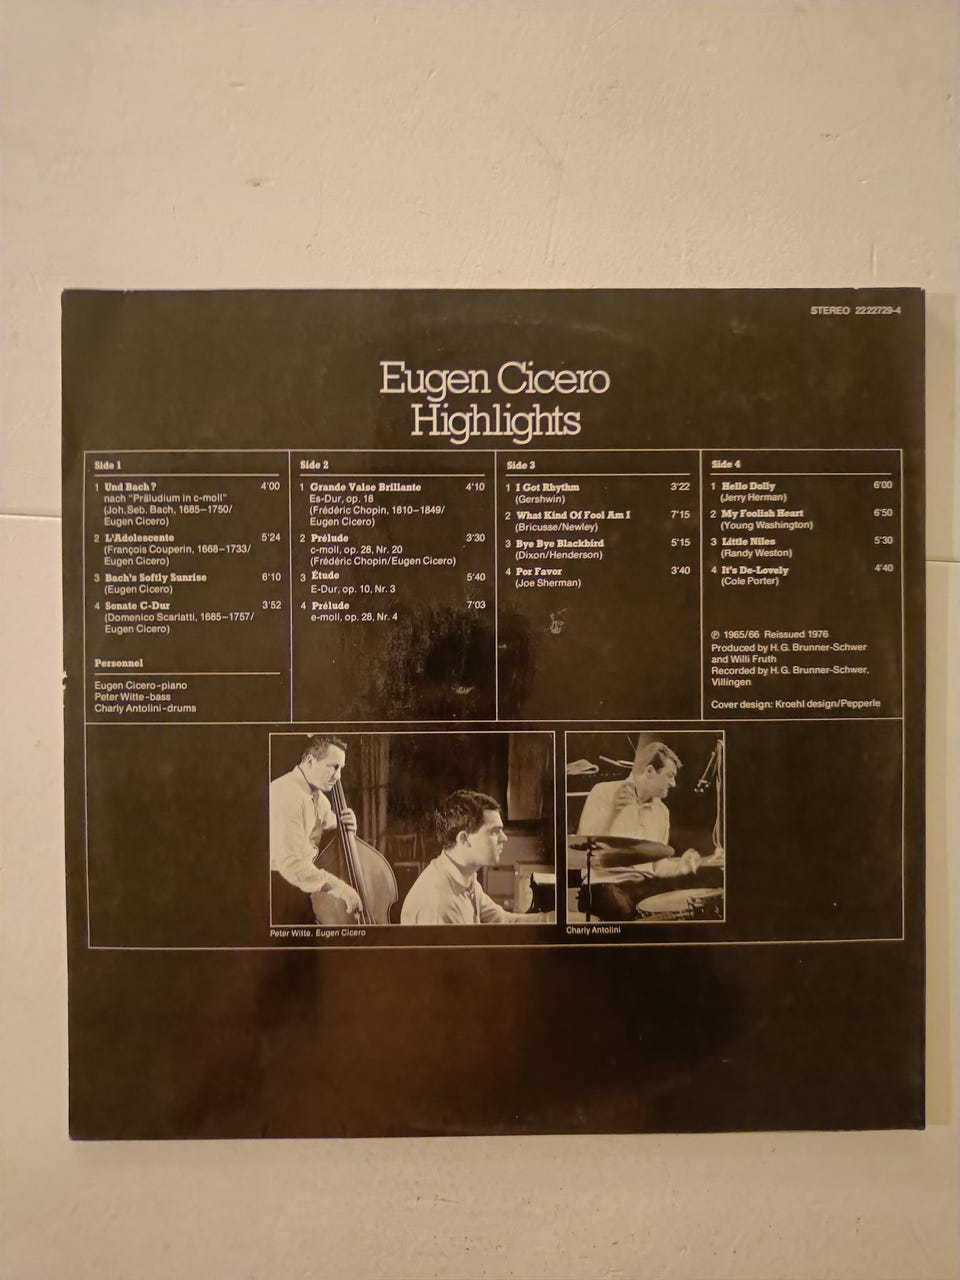 STEREO 2222729-4
Eugen Cicero
Highlights
Side 1
1 Und Bach? 4'00
nach "Präludium in c-moll"
(Joh. Seb. Bach, 1685–1750/
Eugen Cicero)
2 L'Adolescente 5'24
(François Couperin, 1668–1733/
Eugen Cicero)
3 Bach's Softly Sunrise 6'10
(Eugen Cicero)
4 Sonate C-Dur 3'52
(Domenico Scarlatti, 1685–1757/
Eugen Cicero)
Personnel
Eugen Cicero-piano
Peter Witte-bass
Charly Antolini-drums
Side 2
1 Grande Valse Brillante 4'10
Es-Dur, op. 18
(Frédéric Chopin, 1810–1849/
Eugen Cicero)
2 Prélude 3'30
c-moll, op. 28, Nr. 20
(Frédéric Chopin/Eugen Cicero)
3 Étude 5'40
E-Dur, op. 10, Nr. 3
4 Prélude 7'03
e-moll, op. 28, Nr. 4
Side 3
1 I Got Rhythm 3'22
(Gershwin)
2 What Kind Of Fool Am I 7'15
(Bricusse/Newley)
3 Bye Bye Blackbird 5'15
(Dixon/Henderson)
4 Por Favor 3'40
(Joe Sherman)
Side 4
1 Hello Dolly 6'00
(Jerry Herman)
2 My Foolish Heart 6'50
(Young Washington)
3 Little Niles 5'30
(Randy Weston)
4 It's De-Lovely 4'40
(Cole Porter)
℗ 1965/66 Reissued 1976
Produced by H.G. Brunner-Schwer
and Willi Fruth
Recorded by H.G. Brunner-Schwer,
Villingen
Cover design: Kroehl design/Pepperle
Peter Witte, Eugen Cicero
Charly Antolini